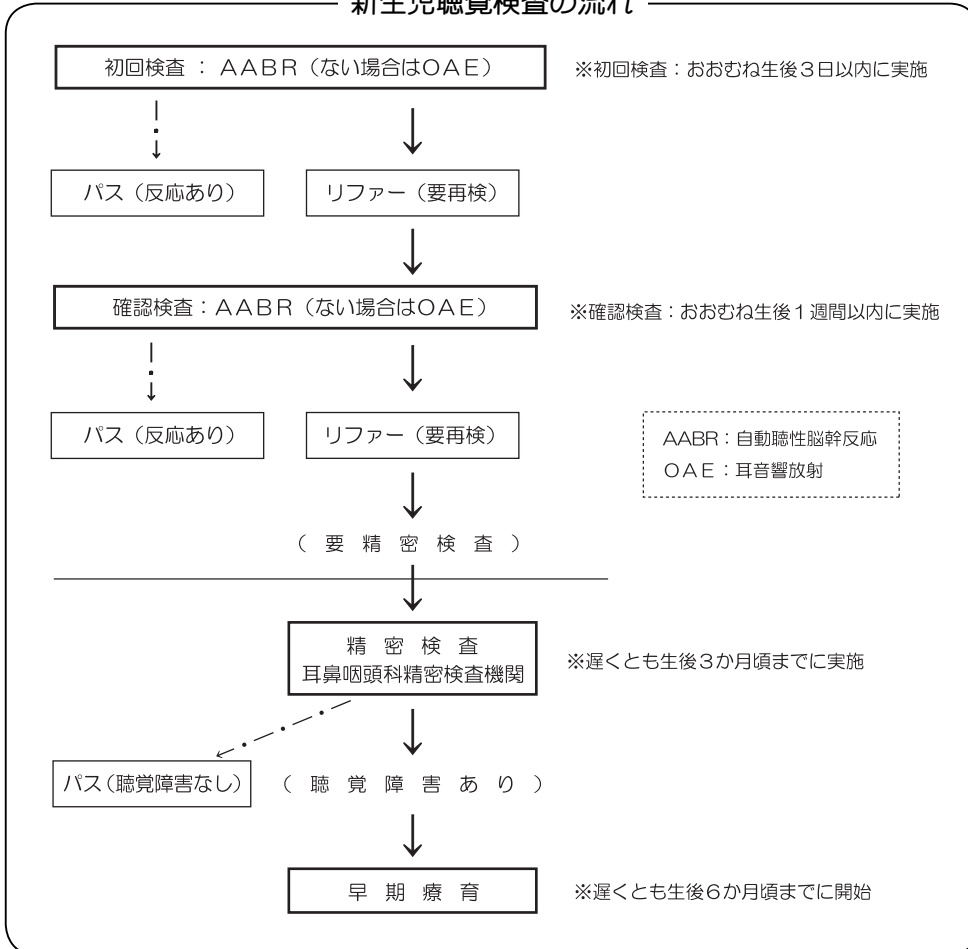 新生児聴覚検査の流れ
初回検査：ＡＡＢＲ（ない場合はＯＡＥ）
※初回検査：おおむね生後３日以内に実施
パス（反応あり）
リファー（要再検）
確認検査：ＡＡＢＲ（ない場合はＯＡＥ）
※確認検査：おおむね生後１週間以内に実施
パス（反応あり）
リファー（要再検）
ＡＡＢＲ：自動聴性脳幹反応
ＯＡＥ：耳音響放射
（要精密検査）
精密検査
耳鼻咽頭科精密検査機関
※遅くとも生後３か月頃までに実施
パス（聴覚障害なし）
（聴覚障害あり）
早期療育
※遅くとも生後６か月頃までに開始